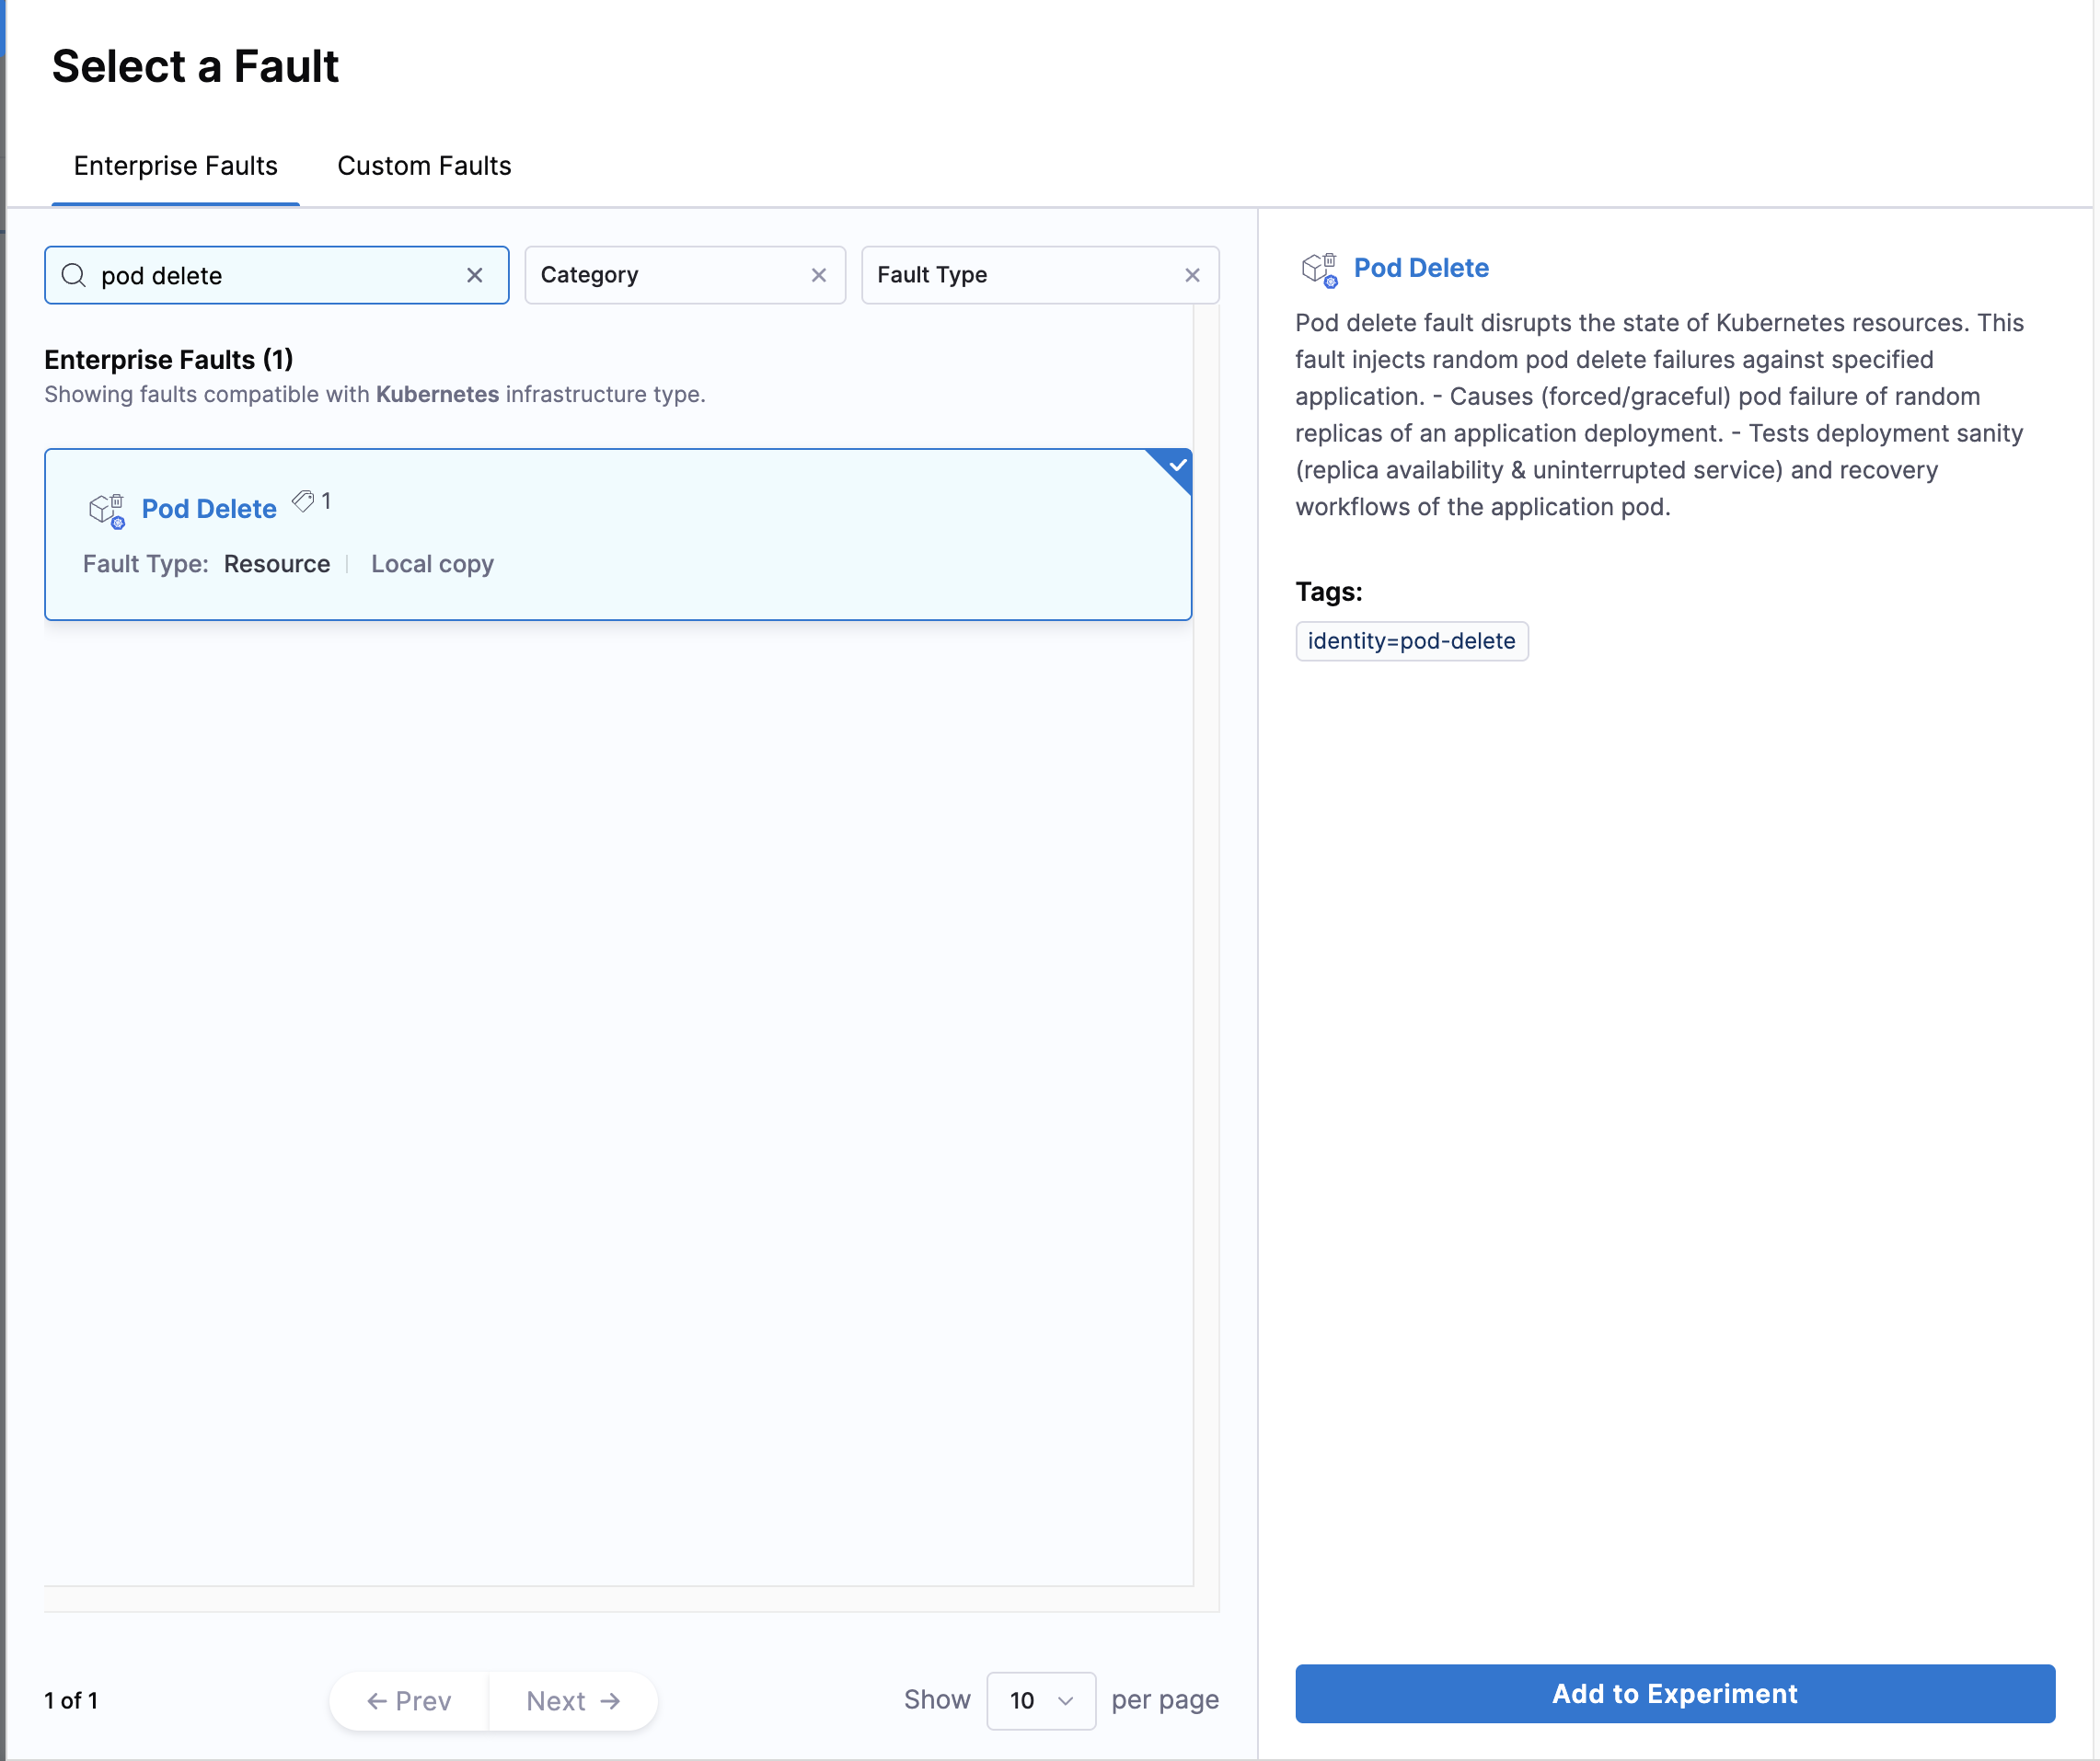 Select a Fault
Enterprise Faults
Custom Faults
pod delete
Category
Fault Type
Enterprise Faults (1)
Showing faults compatible with Kubernetes infrastructure type.
Pod Delete
1
Fault Type: Resource
Local copy
1 of 1
← Prev
Next →
Show
10
per page
Pod Delete
Pod delete fault disrupts the state of Kubernetes resources. This
fault injects random pod delete failures against specified
application. - Causes (forced/graceful) pod failure of random
replicas of an application deployment. - Tests deployment sanity
(replica availability & uninterrupted service) and recovery
workflows of the application pod.
Tags:
identity=pod-delete
Add to Experiment